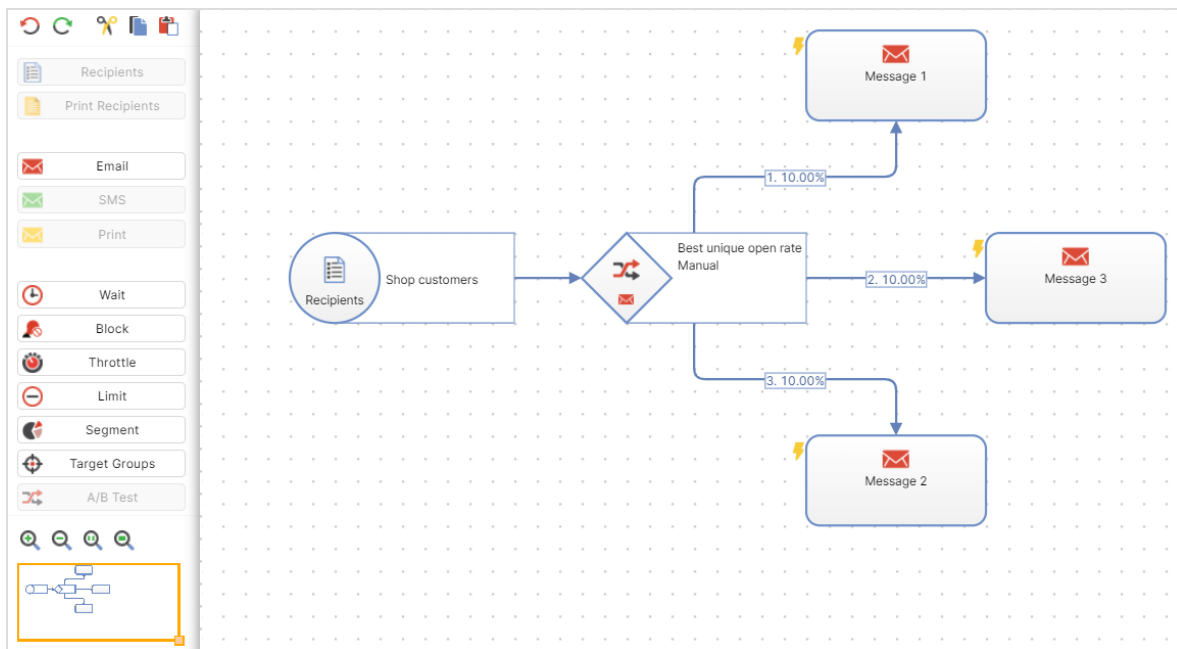 Recipients
Print Recipients
Email
SMS
Print
Wait
Block
Throttle
Limit
Segment
Target Groups
A/B Test
Message 1
1. 10.00%
Recipients
Shop customers
Best unique open rate
Manual
2. 10.00%
Message 3
3. 10.00%
Message 2